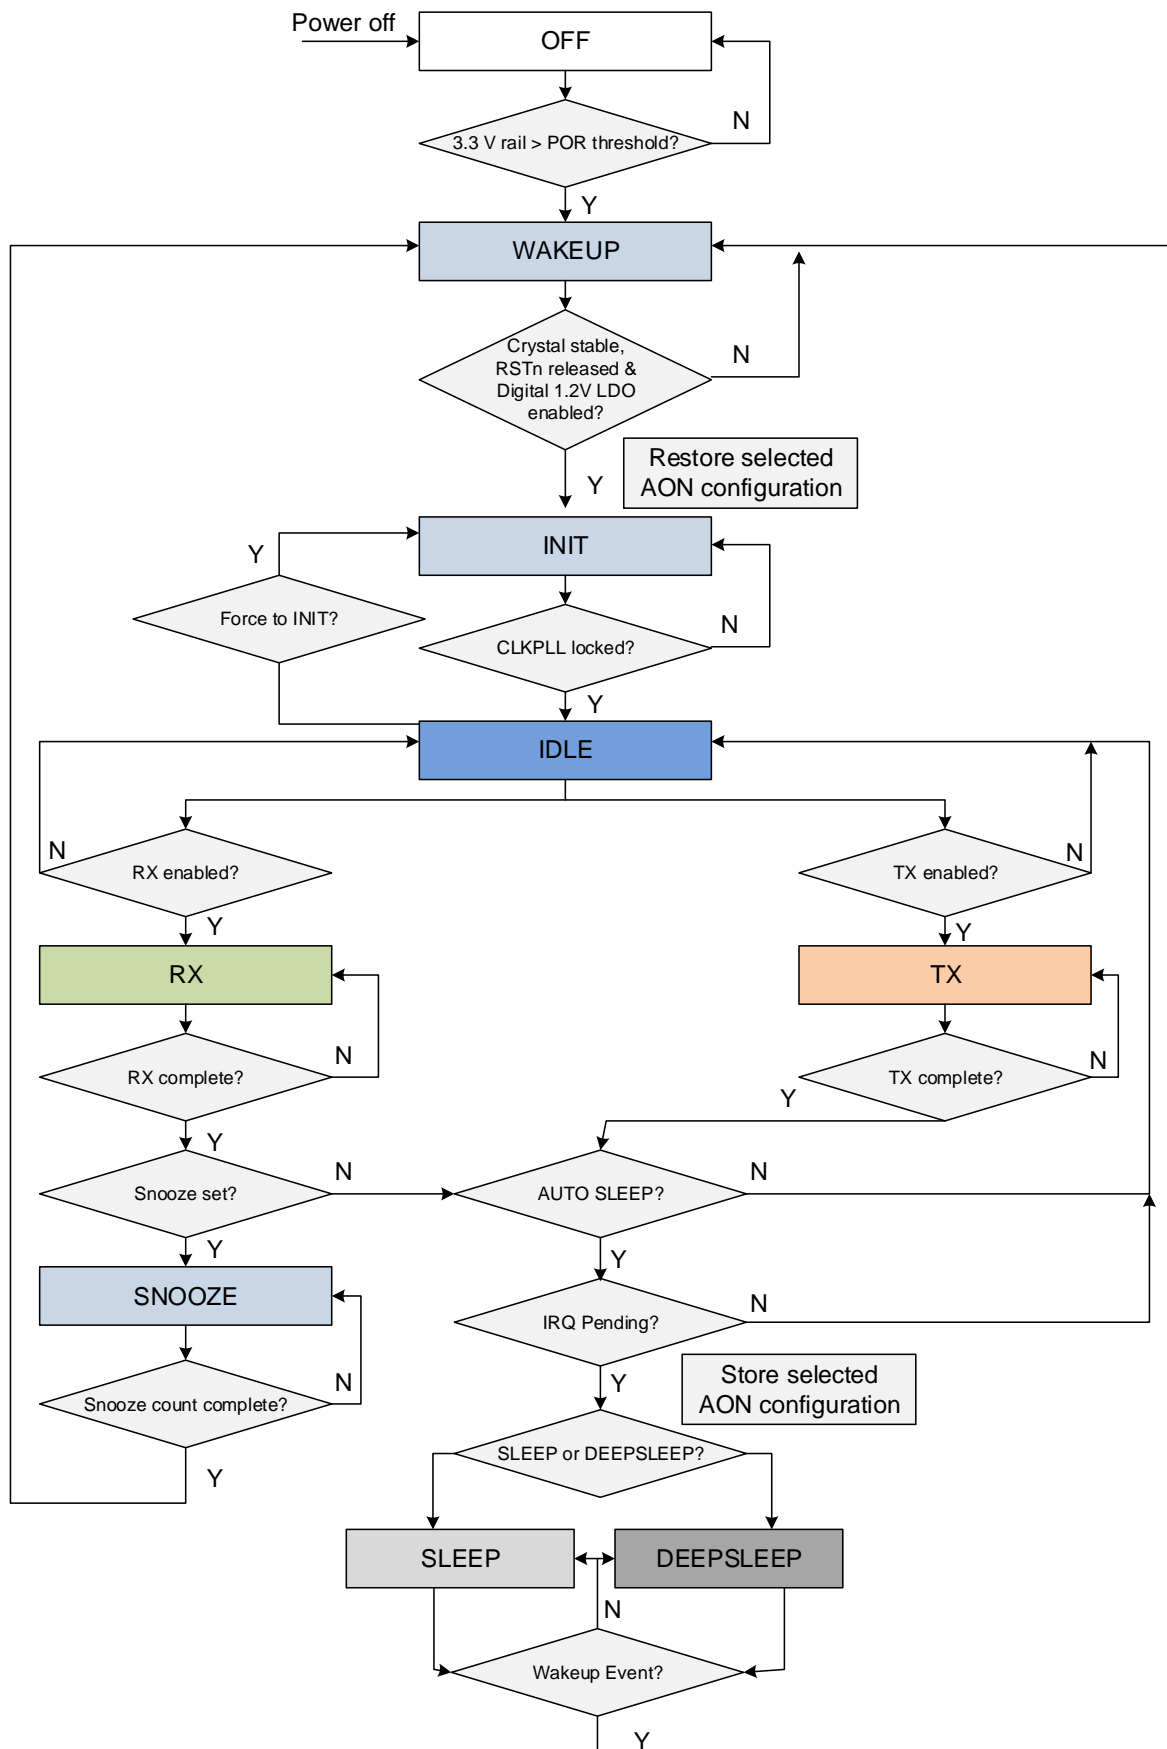 Power off
OFF
N
3.3 V rail > POR threshold?
Y
WAKEUP
Crystal stable,
RSTn released &
Digital 1.2V LDO
enabled?
N
Y
Restore selected
AON configuration
INIT
Y
Force to INIT?
N
CLKPLL locked?
Y
IDLE
N
RX enabled?
TX enabled?
N
Y
Y
RX
TX
RX complete?
N
TX complete?
N
Y
Y
Snooze set?
N
AUTO SLEEP?
N
Y
Y
SNOOZE
IRQ Pending?
N
Snooze count complete?
N
Y
Store selected
AON configuration
SLEEP or DEEPSLEEP?
Y
SLEEP
DEEPSLEEP
N
Wakeup Event?
Y